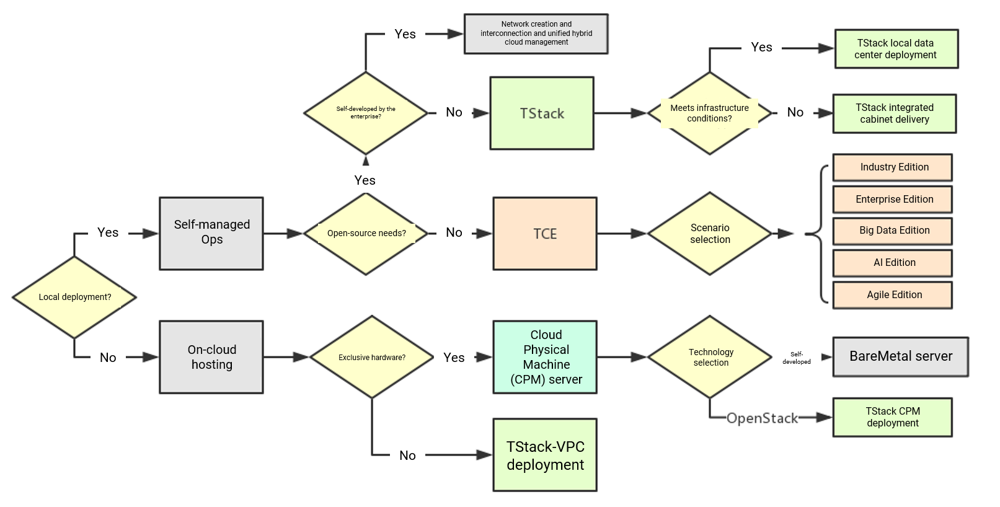 Yes
Network creation and
interconnection and unified hybrid
cloud management
Yes
TStack local data
center deployment
Self-developed by the
enterprise?
No
TStack
Meets infrastructure
conditions?
No
TStack integrated
cabinet delivery
Yes
Industry Edition
Enterprise Edition
Big Data Edition
AI Edition
Agile Edition
Yes
Self-managed
Ops
Open-source needs?
No
TCE
Scenario
selection
Local deployment?
No
On-cloud
hosting
Exclusive hardware?
Yes
Cloud
Physical
Machine
(CPM) server
Technology
selection
Self-
developed
BareMetal server
OpenStack
TStack CPM
deployment
No
TStack-VPC
deployment